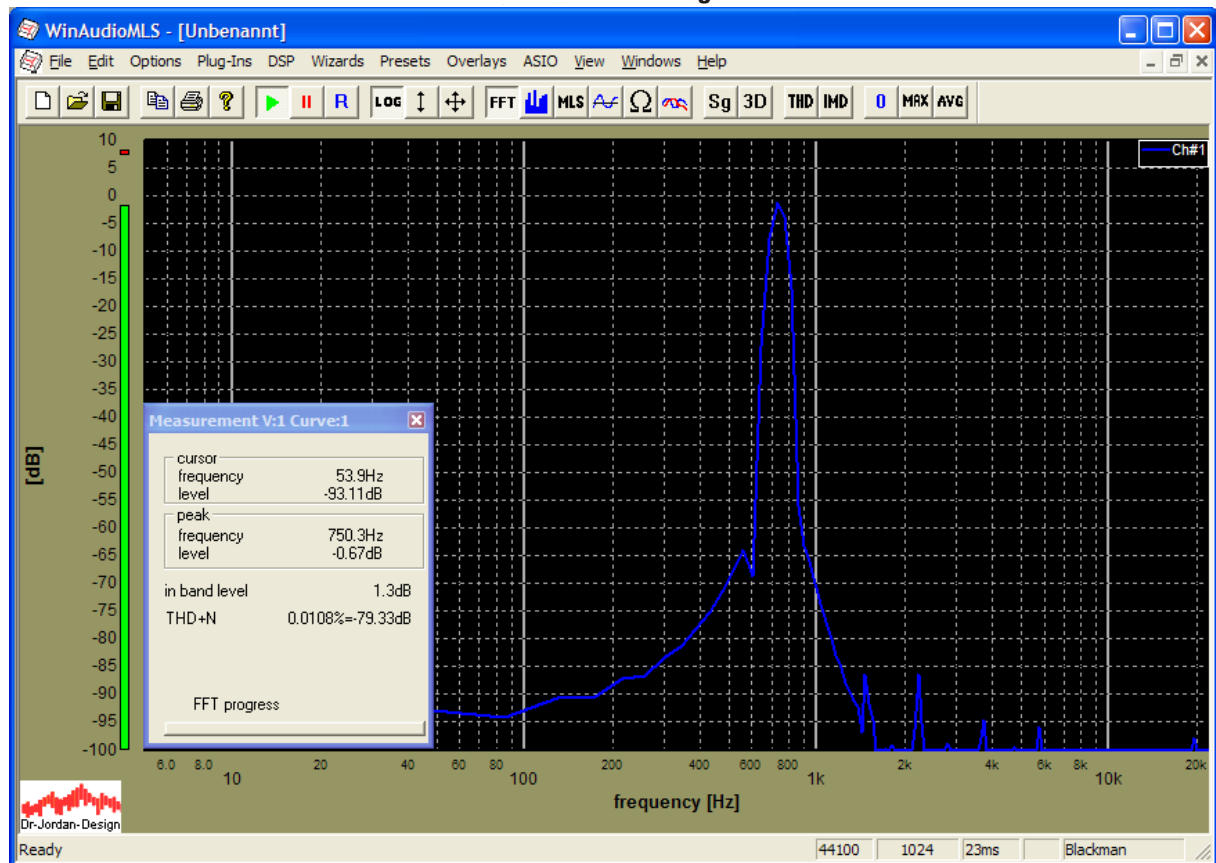 WinAudioMLS - [Unbenannt]
File Edit Options Plug-Ins DSP Wizards Presets Overlays ASIO View Windows Help
R LOG FFT MLS Ω Sg 3D THD IMD 0 MAX AVG
Ch#1
10
5
0
-5
-10
-15
-20
-25
-30
-35
-40
-45
-50
-55
-60
-65
-70
-75
-80
-85
-90
-95
-100
[dB]
Measurement V:1 Curve:1
cursor
frequency 53.9Hz
level -93.11dB
peak
frequency 750.3Hz
level -0.67dB
in band level 1.3dB
THD+N 0.0108%=-79.33dB
FFT progress
6.0 8.0 10 20 40 60 80 100 200 400 600 800 1k 2k 4k 6k 8k 10k 20k
frequency [Hz]
Dr-Jordan-Design
Ready 44100 1024 23ms Blackman